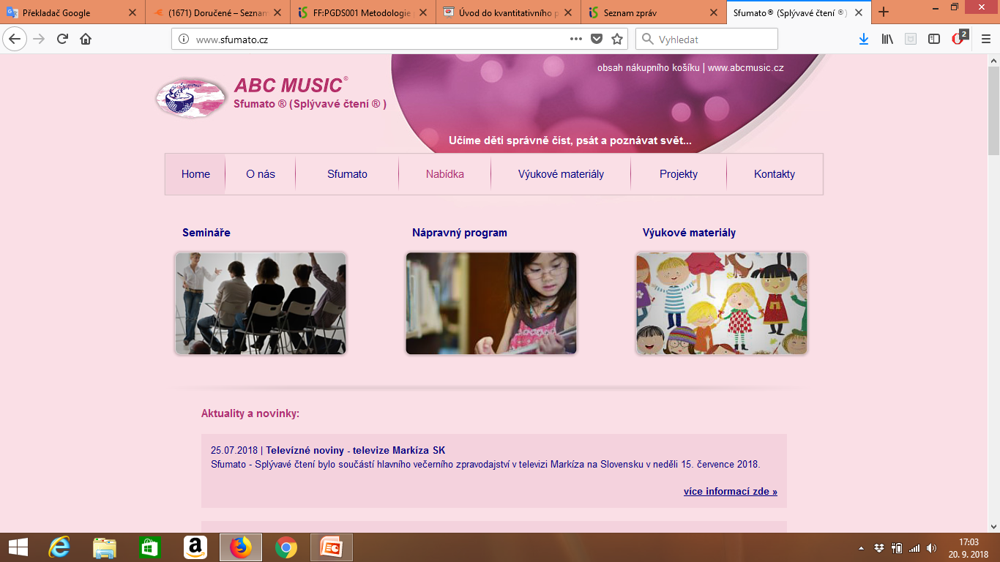 Překladač Google
(1671) Doručené – Seznam
FF:PGDS001 Metodologie
Úvod do kvantitativního p
Seznam zpráv
Sfumato® (Splývavé čtení ®)
www.sfumato.cz
Vyhledat
2
obsah nákupního košíku | www.abcmusic.cz
ABC MUSIC®
Sfumato ® (Splývavé čtení ® )
Učíme děti správně číst, psát a poznávat svět...
Home
O nás
Sfumato
Nabídka
Výukové materiály
Projekty
Kontakty
Semináře
Nápravný program
Výukové materiály
Aktuality a novinky:
25.07.2018 | Televízné noviny - televize Markíza SK
Sfumato - Splývavé čtení bylo součástí hlavního večerního zpravodajství v televizi Markíza na Slovensku v neděli 15. července 2018.
více informací zde »
17:03
20. 9. 2018